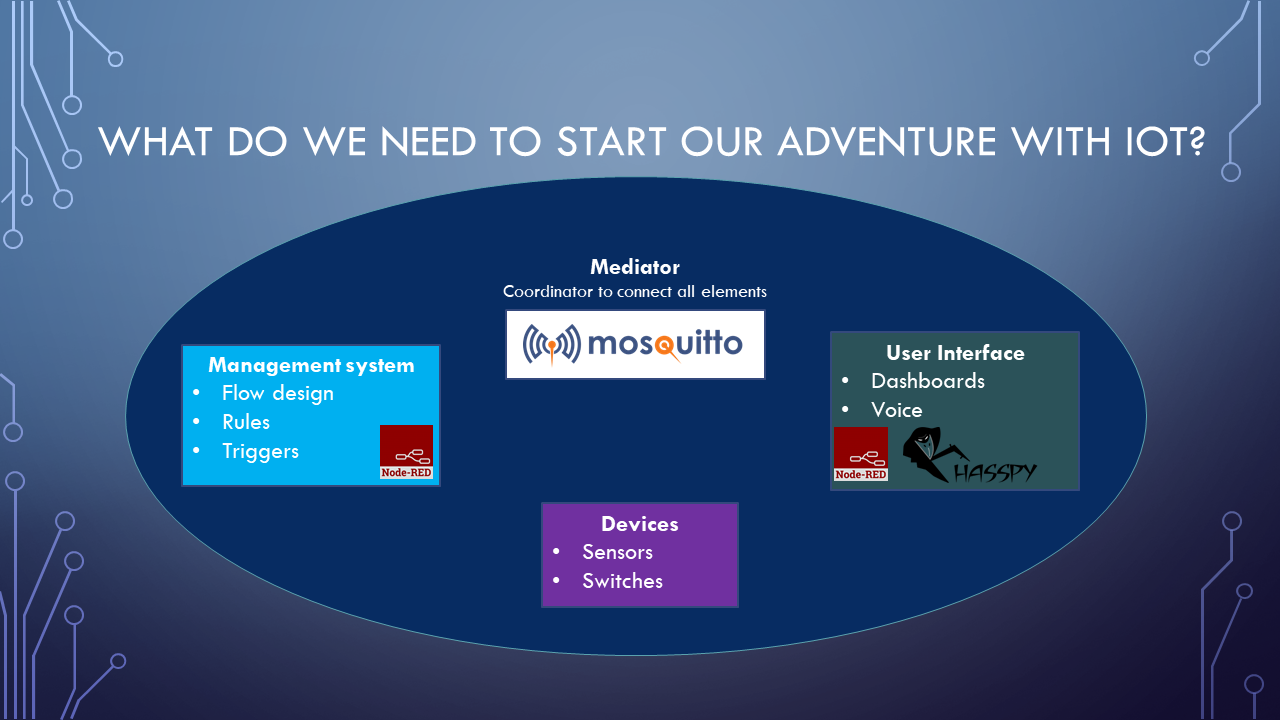 WHAT DO WE NEED TO START OUR ADVENTURE WITH IOT?
Mediator
Coordinator to connect all elements
mosquitto
Management system
• Flow design
• Rules
• Triggers
Node-RED
User Interface
• Dashboards
• Voice
Node-RED
HASSPY
Devices
• Sensors
• Switches